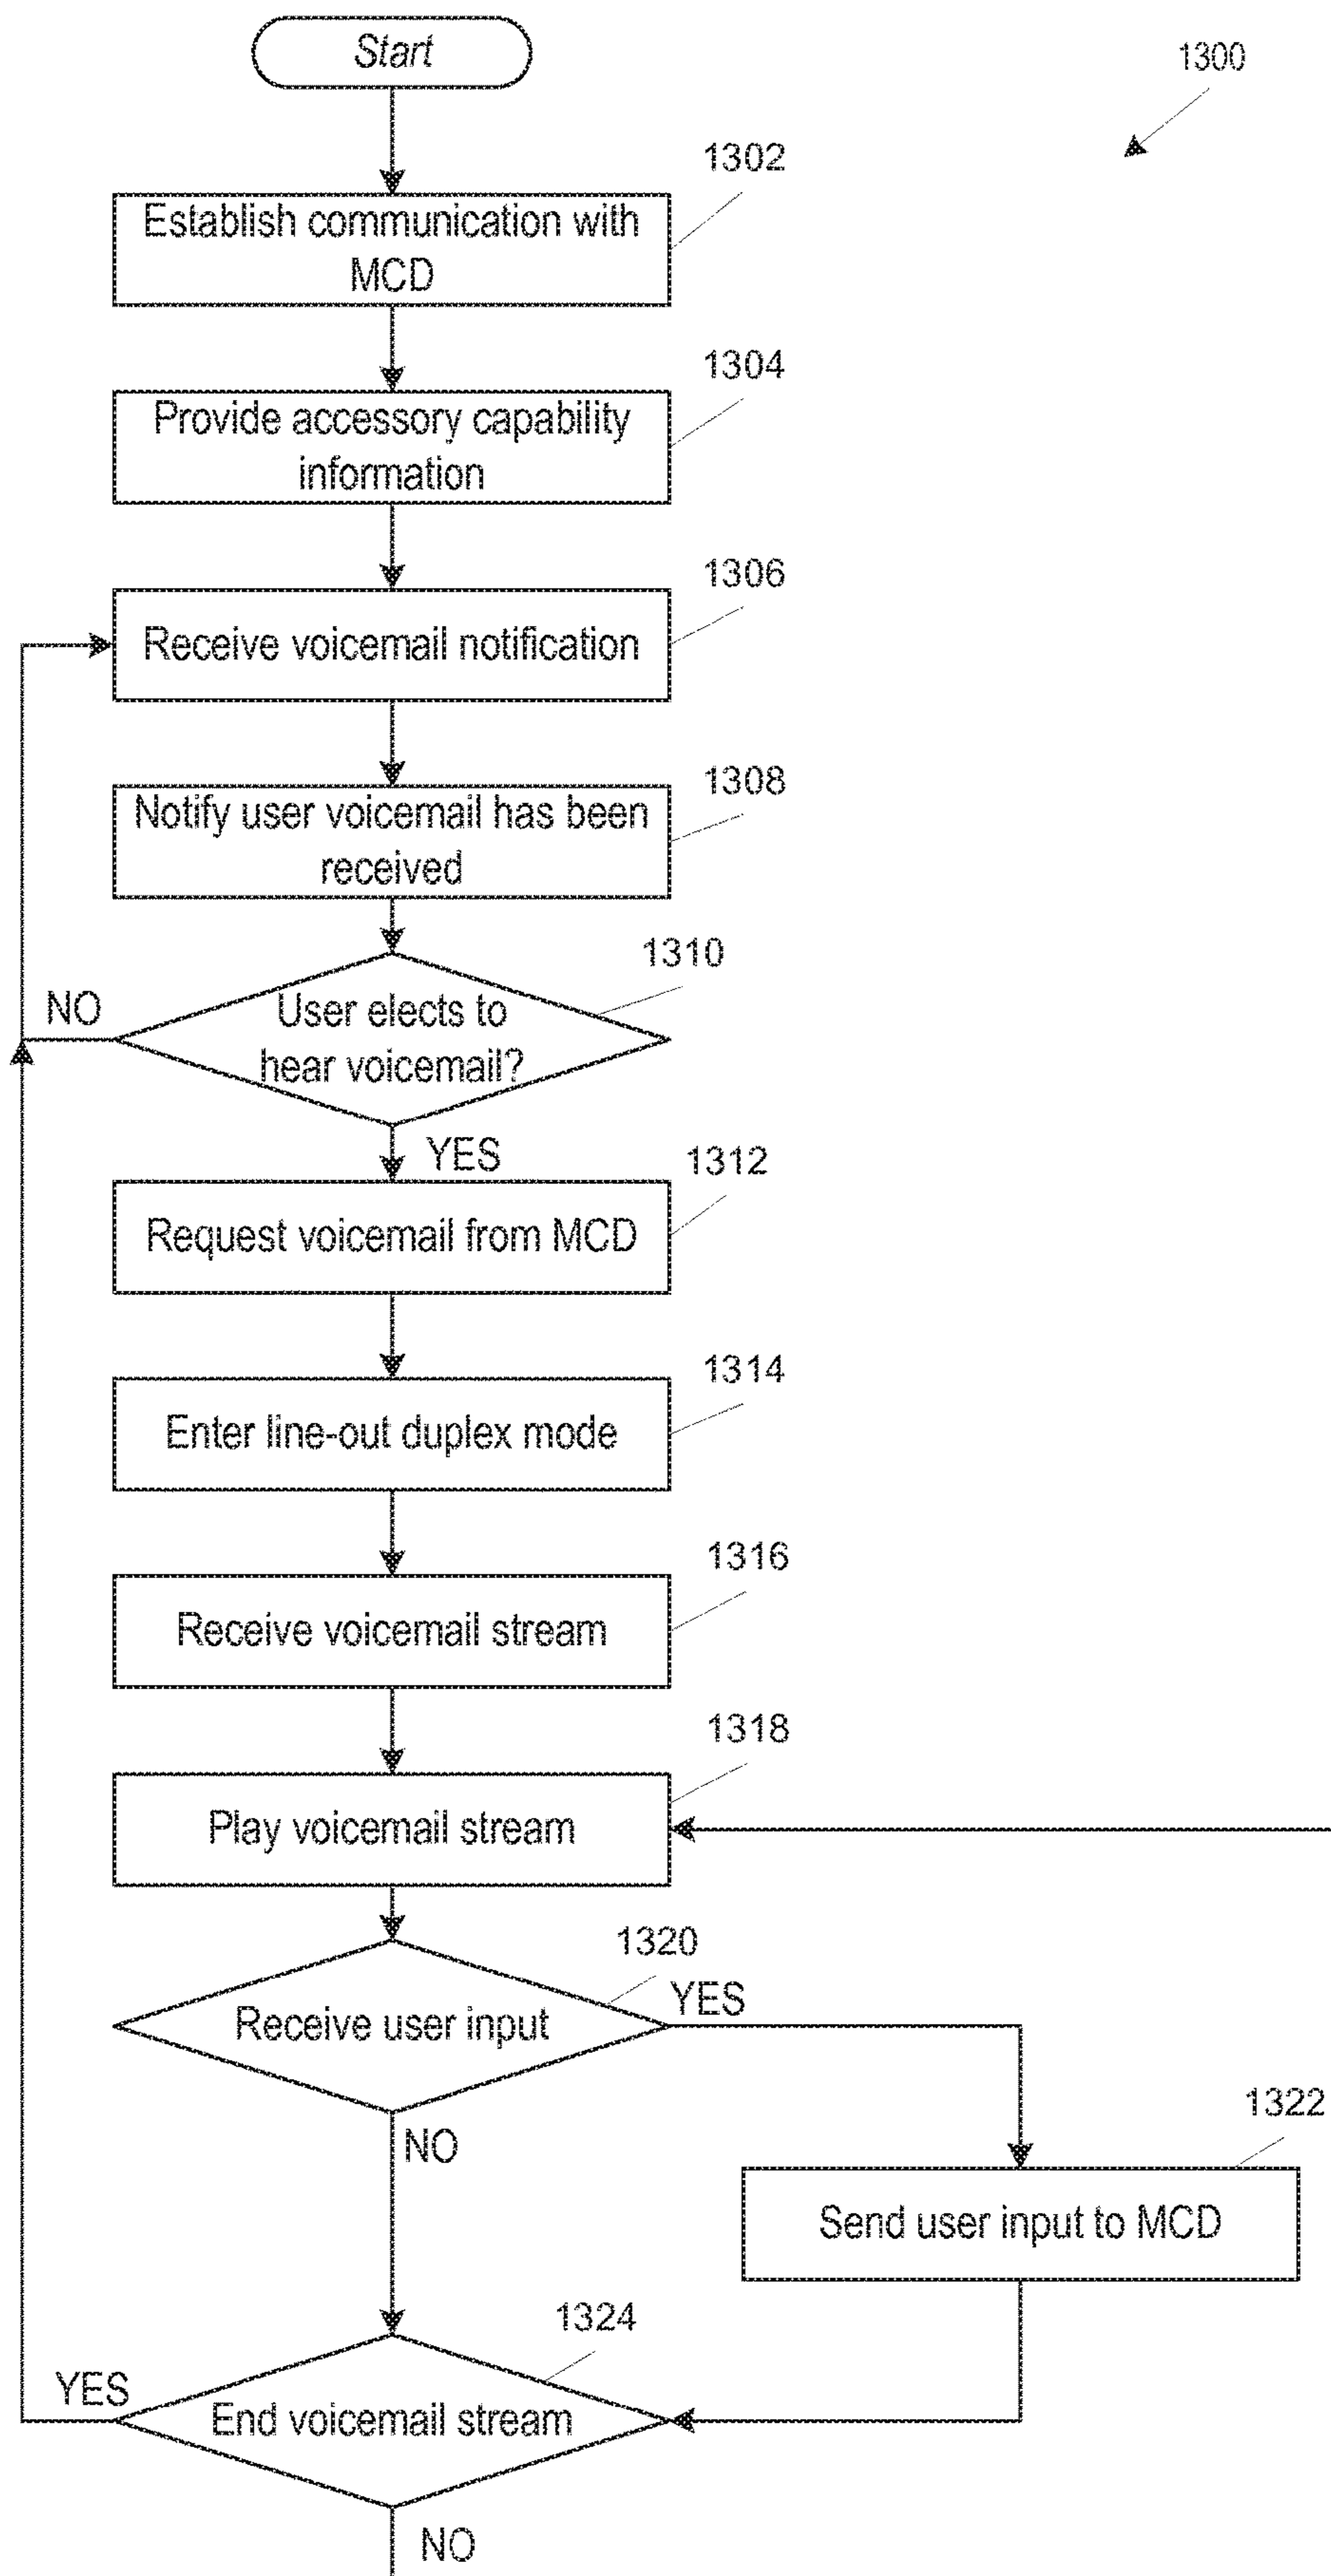 Start
1300
1302
Establish communication with
MCD
1304
Provide accessory capability
information
1306
Receive voicemail notification
1308
Notify user voicemail has been
received
1310
NO
User elects to
hear voicemail?
YES
1312
Request voicemail from MCD
1314
Enter line-out duplex mode
1316
Receive voicemail stream
1318
Play voicemail stream
1320
YES
Receive user input
1322
NO
Send user input to MCD
1324
YES
End voicemail stream
NO